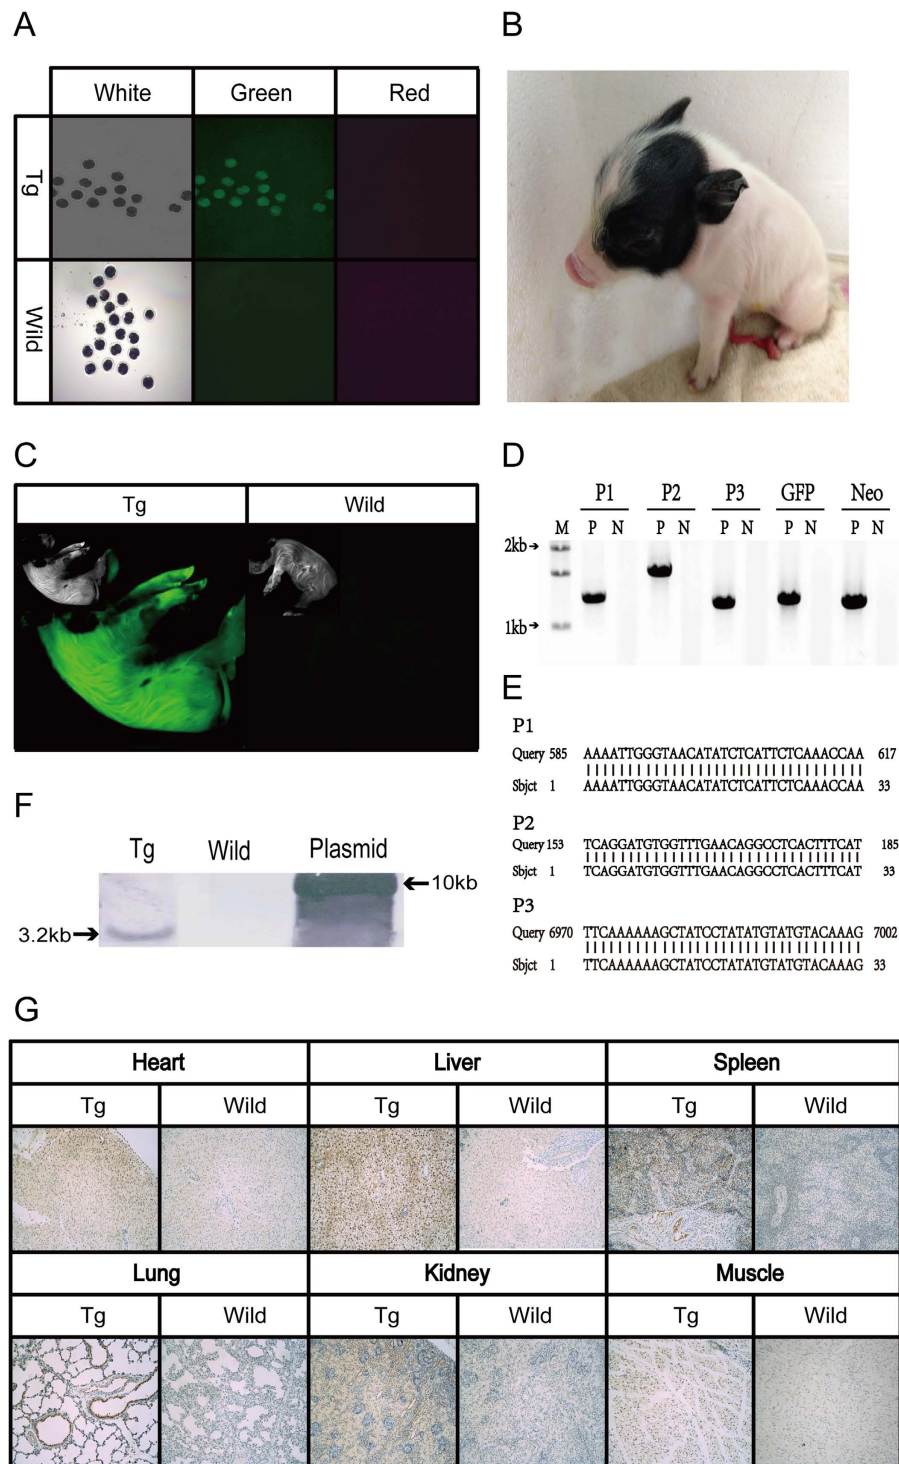 A
B
White Green Red
Tg
Wild
C
D
Tg Wild
P1 P2 P3 GFP Neo
M P N P N P N P N P N
2kb→
1kb→
E
P1
Query 585 AAAATTGGGTAACATATCTCATTCTCAAACCAA 617
Sbjct 1 AAAATTGGGTAACATATCTCATTCTCAAACCAA 33
P2
Query 153 TCAGGATGTGGTTTGAACAGGCCTCACTTTCAT 185
Sbjct 1 TCAGGATGTGGTTTGAACAGGCCTCACTTTCAT 33
P3
Query 6970 TTCAAAAAAGCTATCCTATATGTATGTACAAAG 7002
Sbjct 1 TTCAAAAAAGCTATCCTATATGTATGTACAAAG 33
F
Tg Wild Plasmid
←10kb
3.2kb→
G
Heart Liver Spleen
Tg Wild Tg Wild Tg Wild
Lung Kidney Muscle
Tg Wild Tg Wild Tg Wild